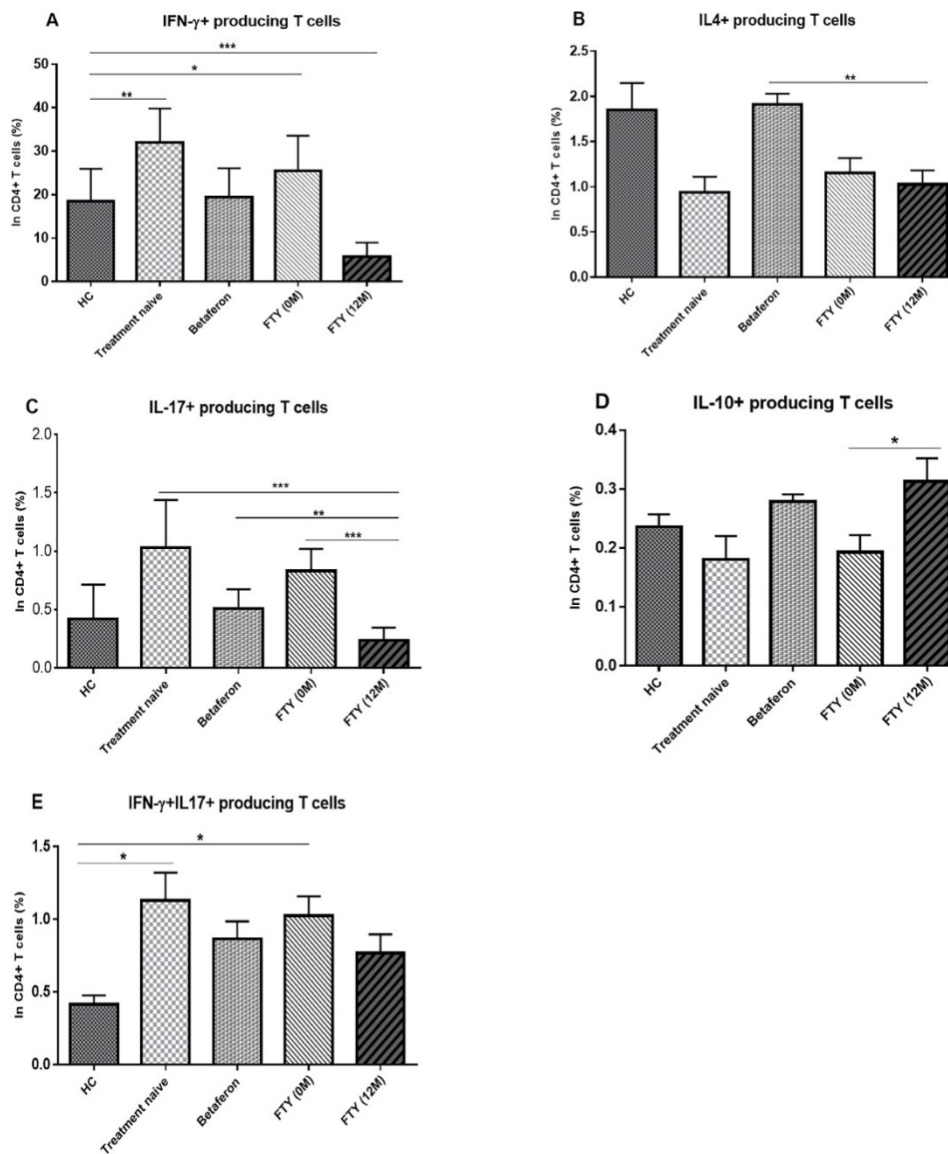 A
IFN-γ+ producing T cells
***
*
**
In CD4+ T cells (%)
50
40
30
20
10
0
HC
Treatment naive
Betaferon
FTY (0M)
FTY (12M)
B
IL4+ producing T cells
**
In CD4+ T cells (%)
2.5
2.0
1.5
1.0
0.5
0.0
HC
Treatment naive
Betaferon
FTY (0M)
FTY (12M)
C
IL-17+ producing T cells
***
**
***
In CD4+ T cells (%)
2.0
1.5
1.0
0.5
0.0
HC
Treatment naive
Betaferon
FTY (0M)
FTY (12M)
D
IL-10+ producing T cells
*
In CD4+ T cells (%)
0.4
0.3
0.2
0.1
0.0
HC
Treatment naive
Betaferon
FTY (0M)
FTY (12M)
E
IFN-γ+IL17+ producing T cells
*
*
In CD4+ T cells (%)
1.5
1.0
0.5
0.0
HC
Treatment naive
Betaferon
FTY (0M)
FTY (12M)